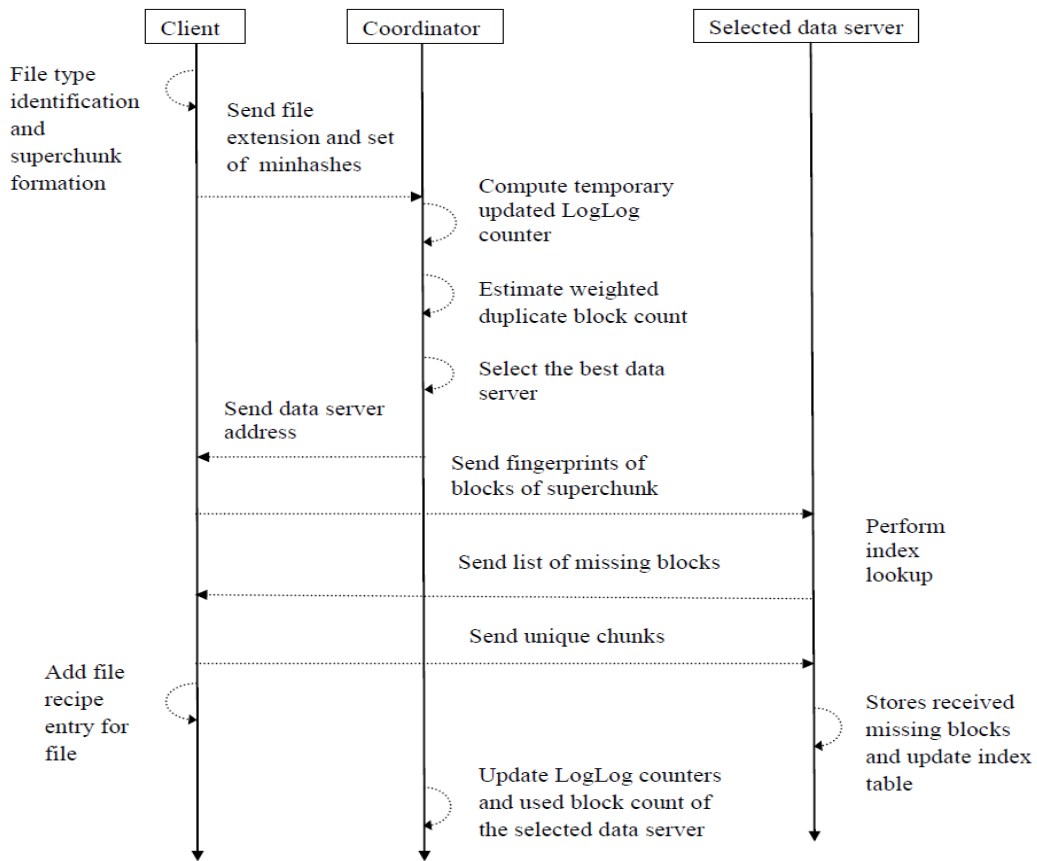 Client
Coordinator
Selected data server
File type
identification
and
superchunk
formation
Send file
extension and set
of minhashes
Compute temporary
updated LogLog
counter
Estimate weighted
duplicate block count
Select the best data
server
Send data server
address
Send fingerprints of
blocks of superchunk
Perform
index
lookup
Send list of missing blocks
Send unique chunks
Add file
recipe
entry for
file
Stores received
missing blocks
and update index
table
Update LogLog counters
and used block count of
the selected data server